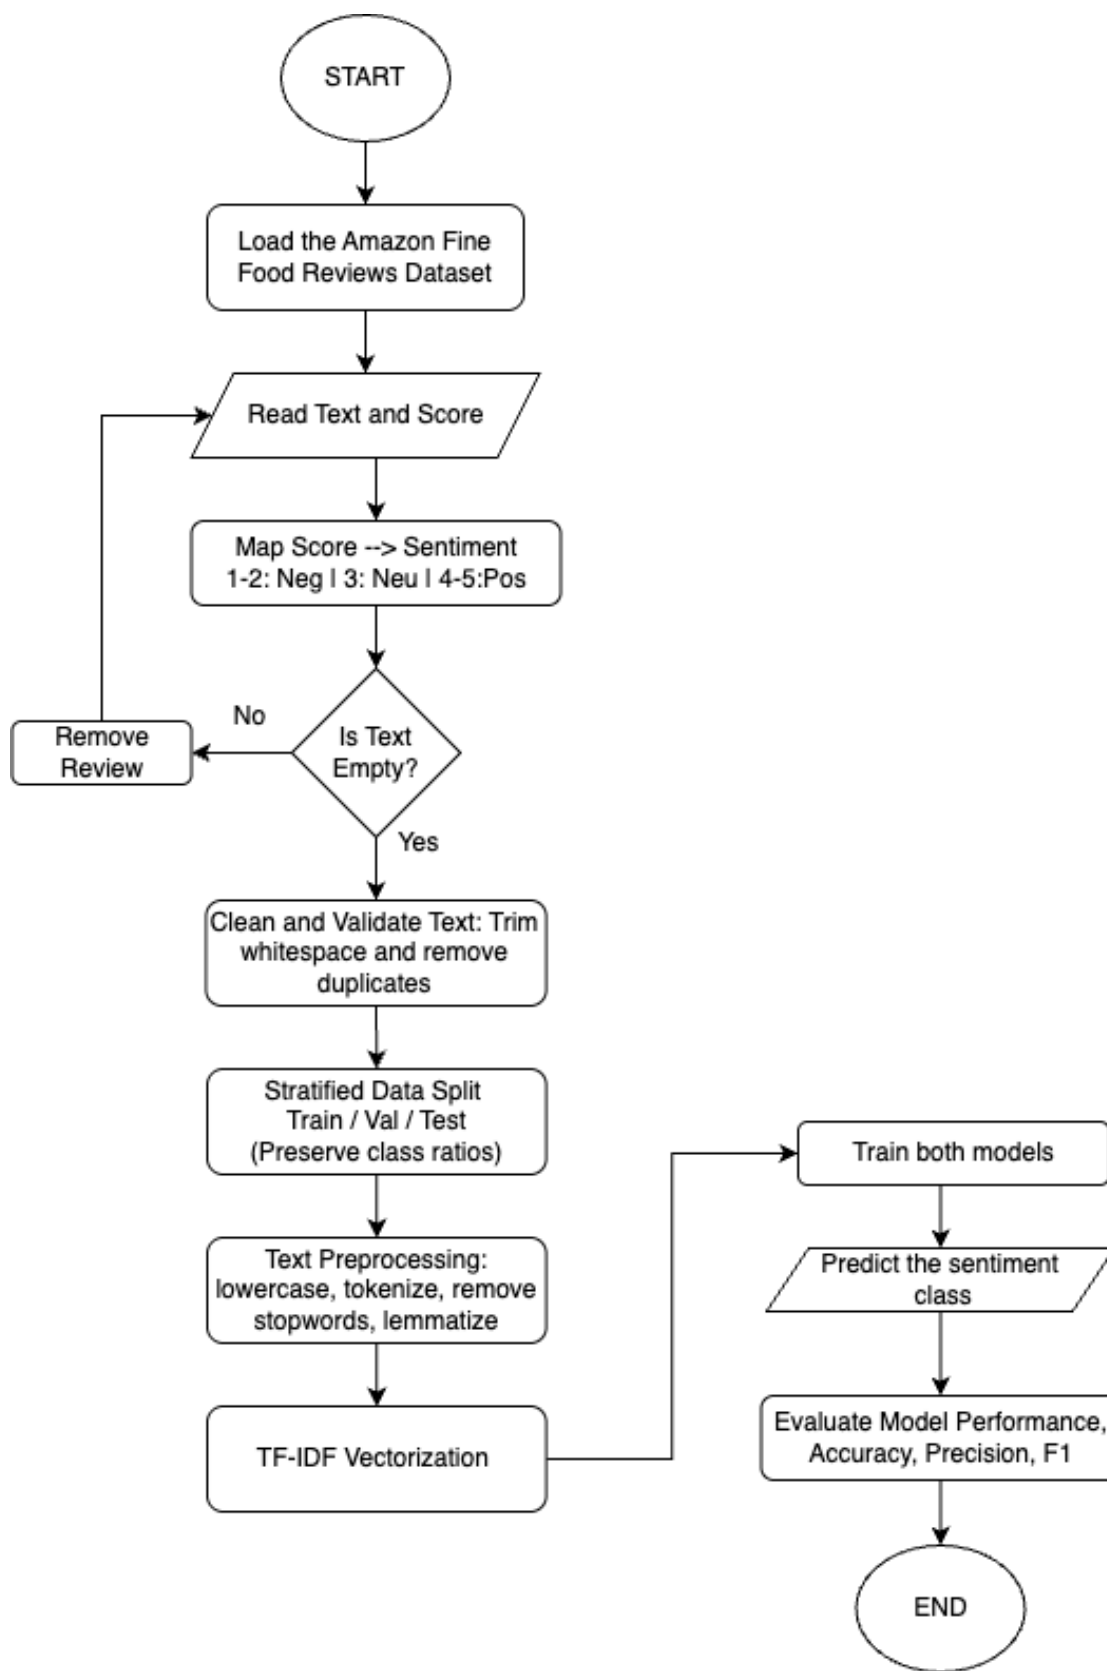 START
Load the Amazon Fine
Food Reviews Dataset
Read Text and Score
Map Score --> Sentiment
1-2: Neg | 3: Neu | 4-5:Pos
No
Remove
Review
Is Text
Empty?
Yes
Clean and Validate Text: Trim
whitespace and remove
duplicates
Stratified Data Split
Train / Val / Test
(Preserve class ratios)
Text Preprocessing:
lowercase, tokenize, remove
stopwords, lemmatize
TF-IDF Vectorization
Train both models
Predict the sentiment
class
Evaluate Model Performance,
Accuracy, Precision, F1
END